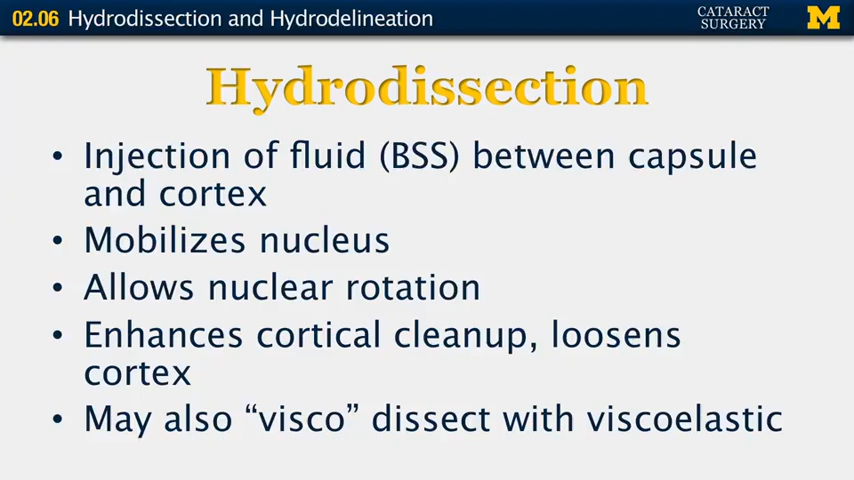 02.06 Hydrodissection and Hydrodelineation
CATARACT
SURGERY
M
Hydrodissection
• Injection of fluid (BSS) between capsule
and cortex
• Mobilizes nucleus
• Allows nuclear rotation
• Enhances cortical cleanup, loosens
cortex
• May also “visco” dissect with viscoelastic